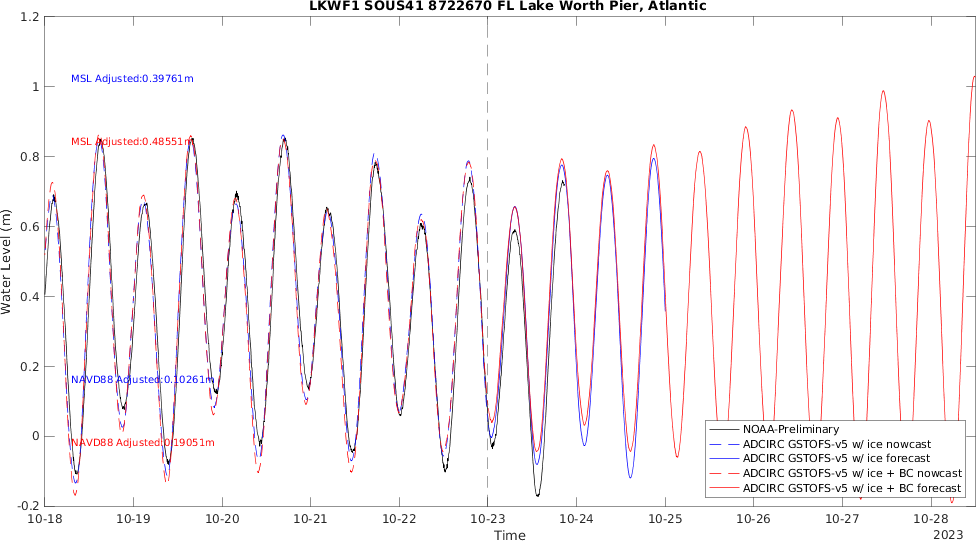 LKWF1 SOUS41 8722670 FL Lake Worth Pier, Atlantic
Water Level (m)
1.2
1
0.8
0.6
0.4
0.2
0
-0.2
MSL Adjusted:0.39761m
MSL Adjusted:0.48551m
NAVD88 Adjusted:0.10261m
NAVD88 Adjusted:0.19051m
NOAA-Preliminary
ADCIRC GSTOFS-v5 w/ ice nowcast
ADCIRC GSTOFS-v5 w/ ice forecast
ADCIRC GSTOFS-v5 w/ ice + BC nowcast
ADCIRC GSTOFS-v5 w/ ice + BC forecast
10-18 10-19 10-20 10-21 10-22 10-23 10-24 10-25 10-26 10-27 10-28
Time
2023